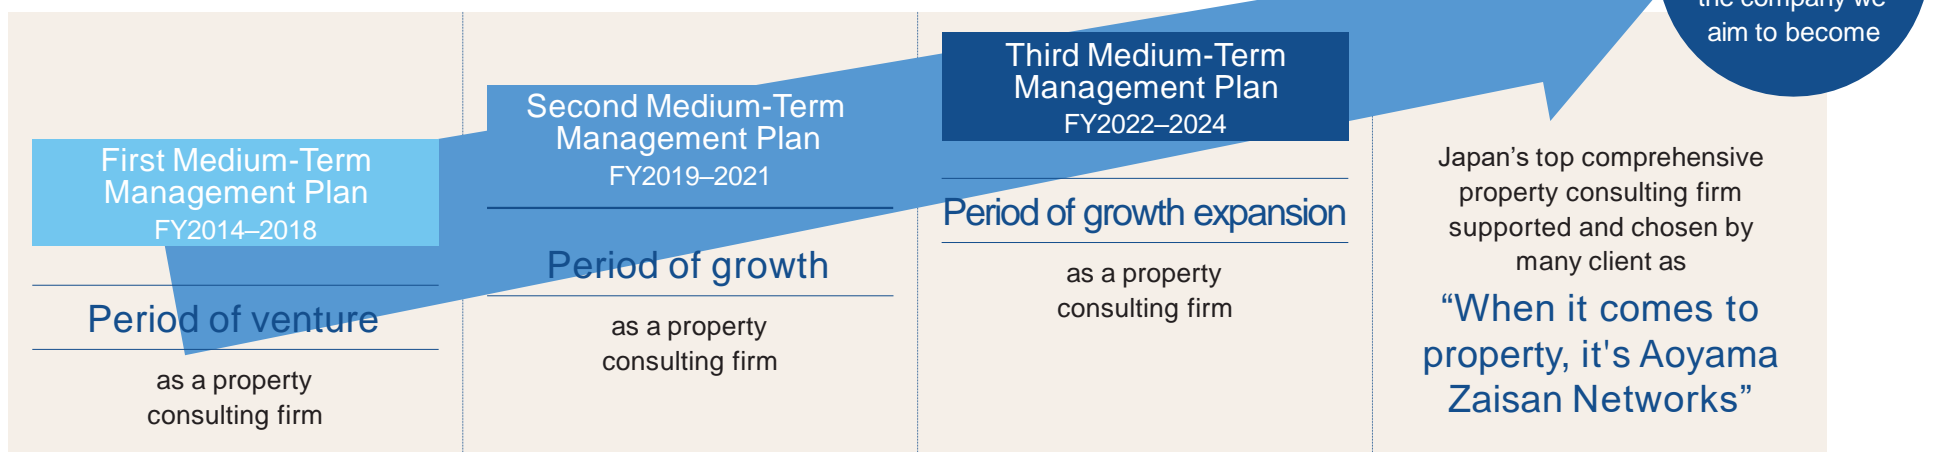 First Medium-Term
Management Plan
FY2014–2018
Period of venture
as a property
consulting firm
Second Medium-Term
Management Plan
FY2019–2021
Period of growth
as a property
consulting firm
Third Medium-Term
Management Plan
FY2022–2024
Period of growth expansion
as a property
consulting firm
the company we
aim to become
Japan’s top comprehensive
property consulting firm
supported and chosen by
many client as
“When it comes to
property, it's Aoyama
Zaisan Networks”